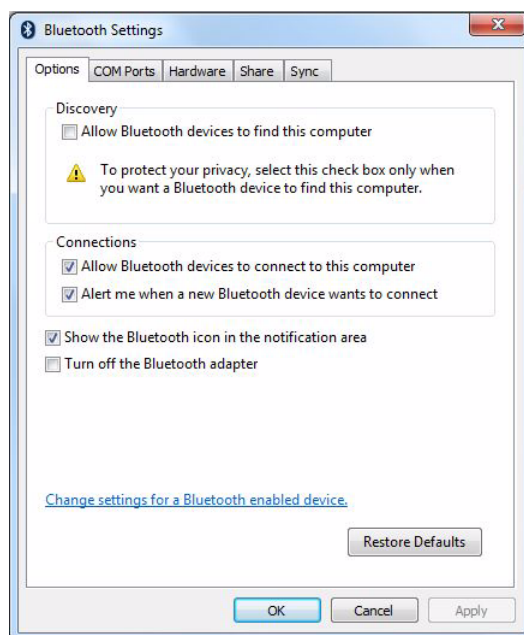 Bluetooth Settings
Options COM Ports Hardware Share Sync
Discovery
Allow Bluetooth devices to find this computer
To protect your privacy, select this check box only when
you want a Bluetooth device to find this computer.
Connections
Allow Bluetooth devices to connect to this computer
Alert me when a new Bluetooth device wants to connect
Show the Bluetooth icon in the notification area
Turn off the Bluetooth adapter
Change settings for a Bluetooth enabled device.
Restore Defaults
OK Cancel Apply